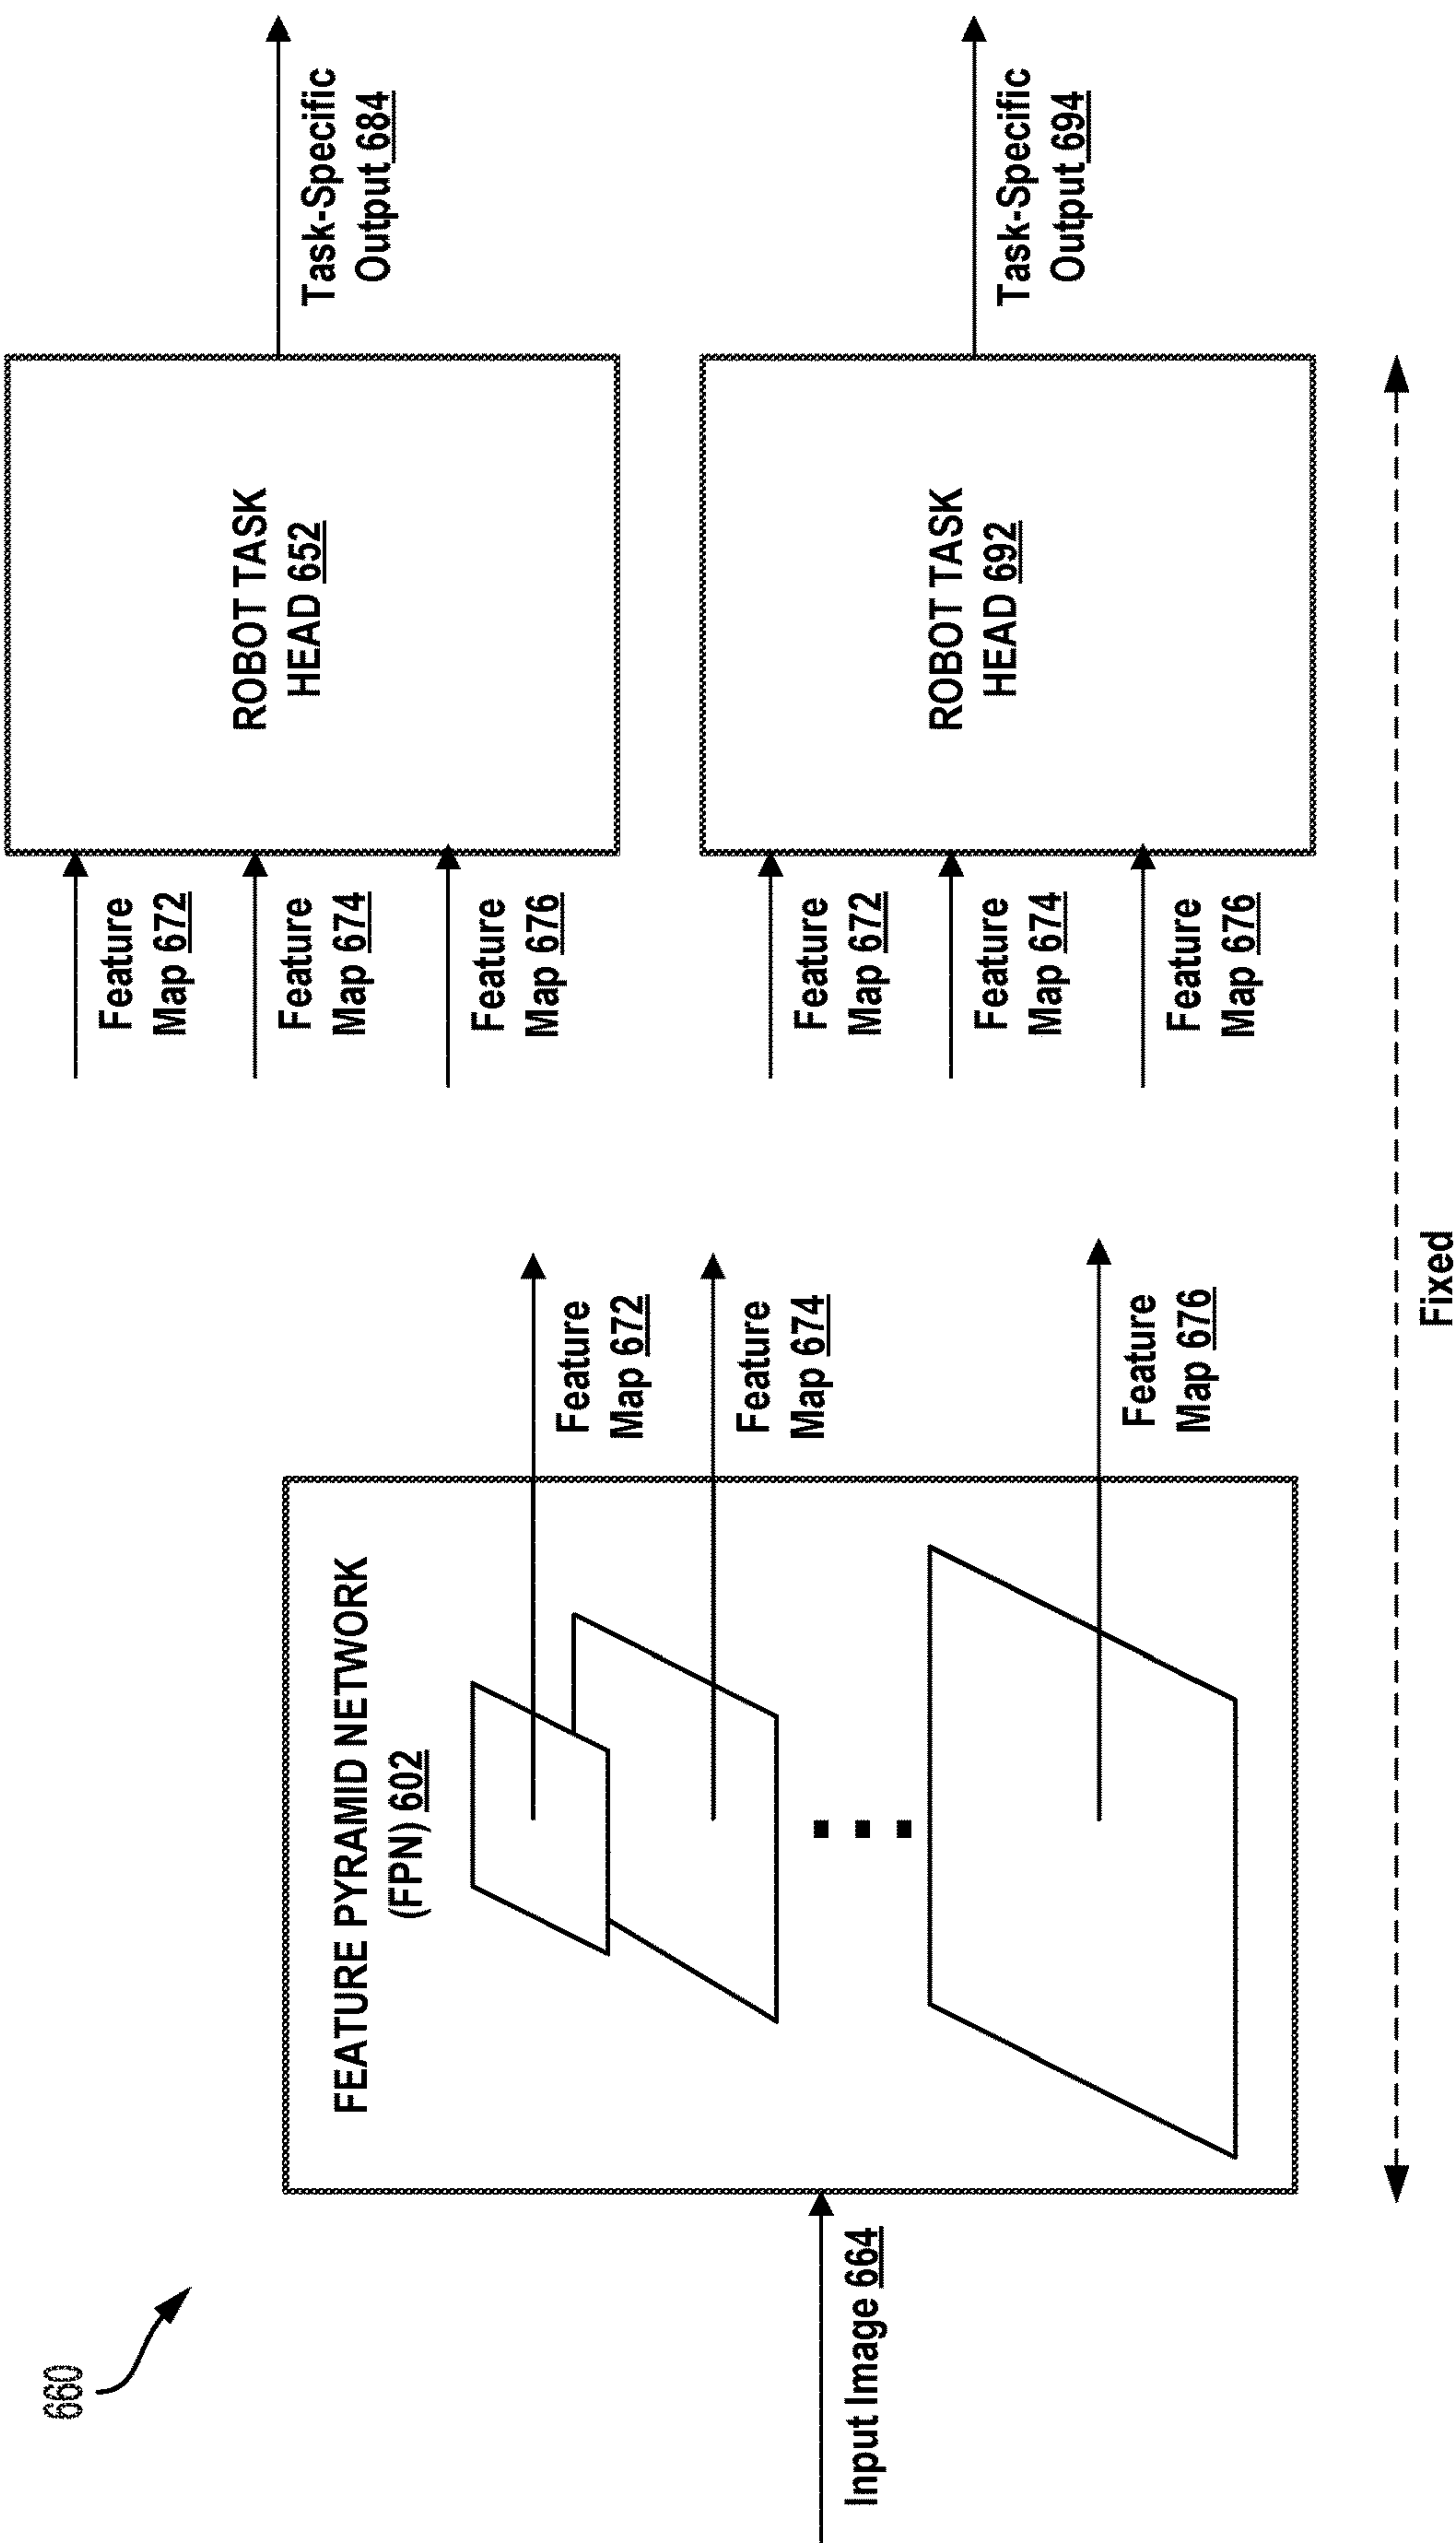 660
Input Image 664
FEATURE PYRAMID NETWORK
(FPN) 602
Feature
Map 672
Feature
Map 674
Feature
Map 676
Feature
Map 672
Feature
Map 674
Feature
Map 676
ROBOT TASK
HEAD 652
Task-Specific
Output 684
Feature
Map 672
Feature
Map 674
Feature
Map 676
ROBOT TASK
HEAD 692
Task-Specific
Output 694
Fixed